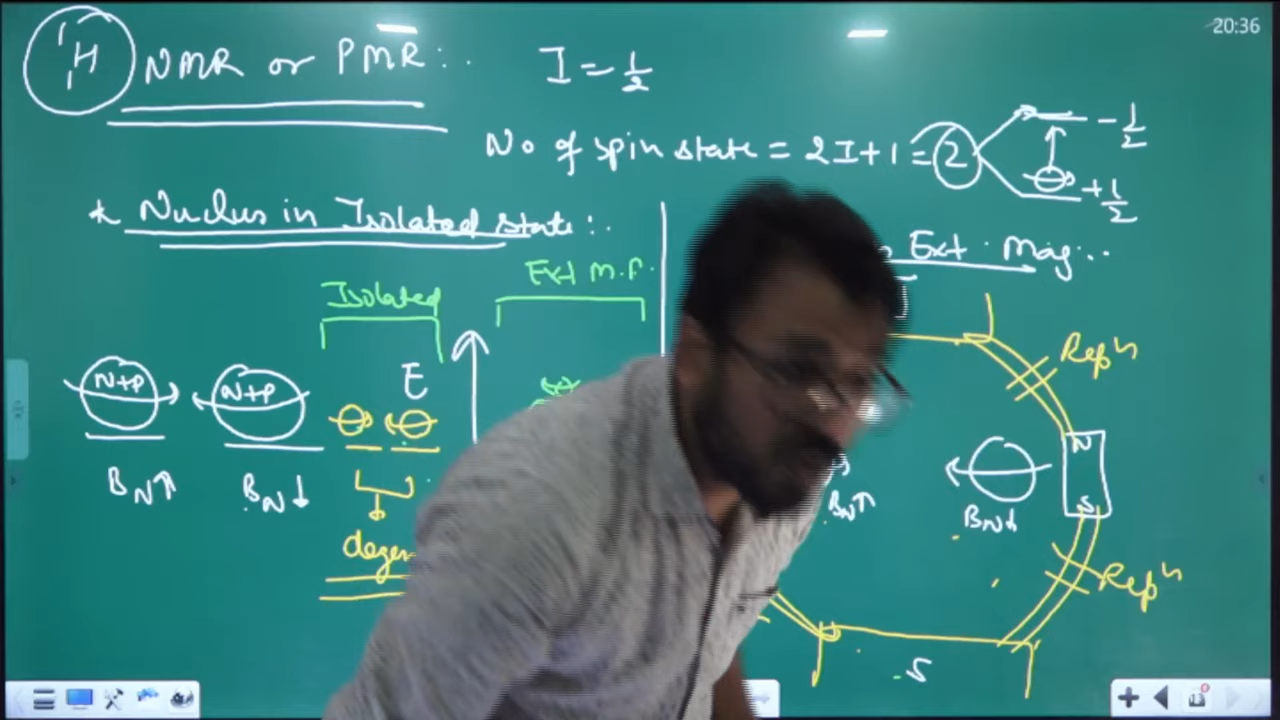 20:36
¹₁H NMR or PMR:.
I = 1/2
No of spin state = 2I+1 = 2
-1/2
+1/2
* Nuclus in Isolated state:.
Ext. Mag:.
Isolated
Ext M.F.
Rep'n
N+P
N+P
E
N
S
B_N↑
B_N↓
B_N↑
B_N↓
Rep'n
S